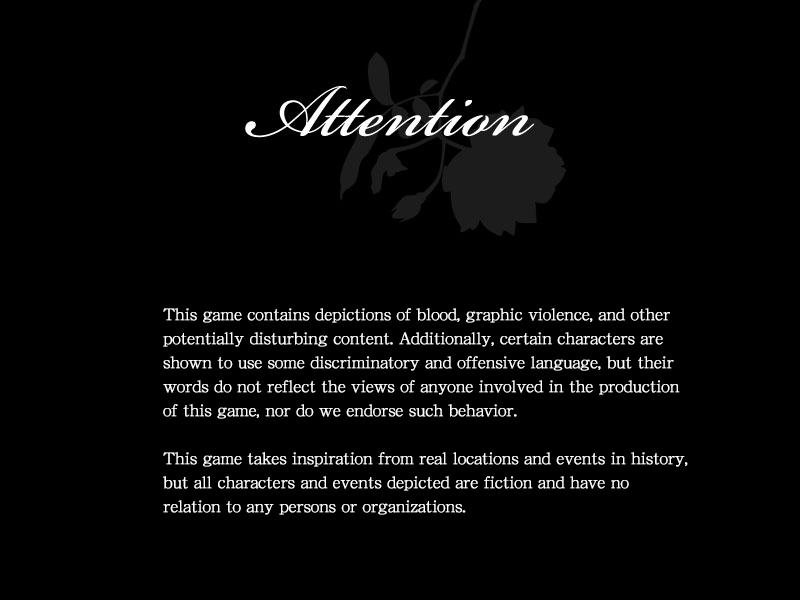 Attention
This game contains depictions of blood, graphic violence, and other
potentially disturbing content. Additionally, certain characters are
shown to use some discriminatory and offensive language, but their
words do not reflect the views of anyone involved in the production
of this game, nor do we endorse such behavior.
This game takes inspiration from real locations and events in history,
but all characters and events depicted are fiction and have no
relation to any persons or organizations.